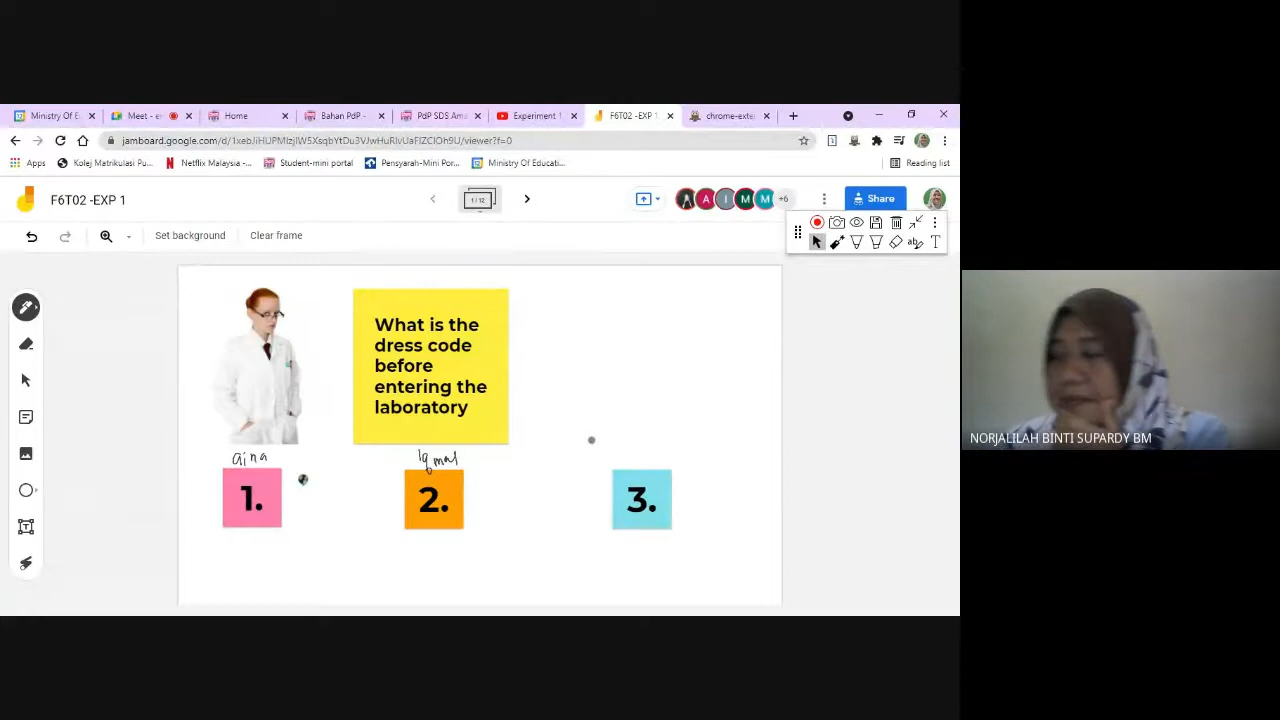 Ministry Of E
Meet - e
Home
Bahan PdP -
PdP SDS Ama
Experiment 1
F6T02 -EXP 1
chrome-exte
jamboard.google.com/d/1xebJiHUPMlzjlW5XsqbYtDu3VJwHuRlvUaFlZClOh9U/viewer?f=0
Apps
Kolej Matrikulasi Pu...
Netflix Malaysia -...
Student-mini portal
Pensyarah-Mini Por...
Ministry Of Educati...
Reading list
F6T02 -EXP 1
1 / 12
A I M M +6
Share
Set background
Clear frame
What is the
dress code
before
entering the
laboratory
aina
Iqmal
1.
2.
3.
NORJALILAH BINTI SUPARDY BM